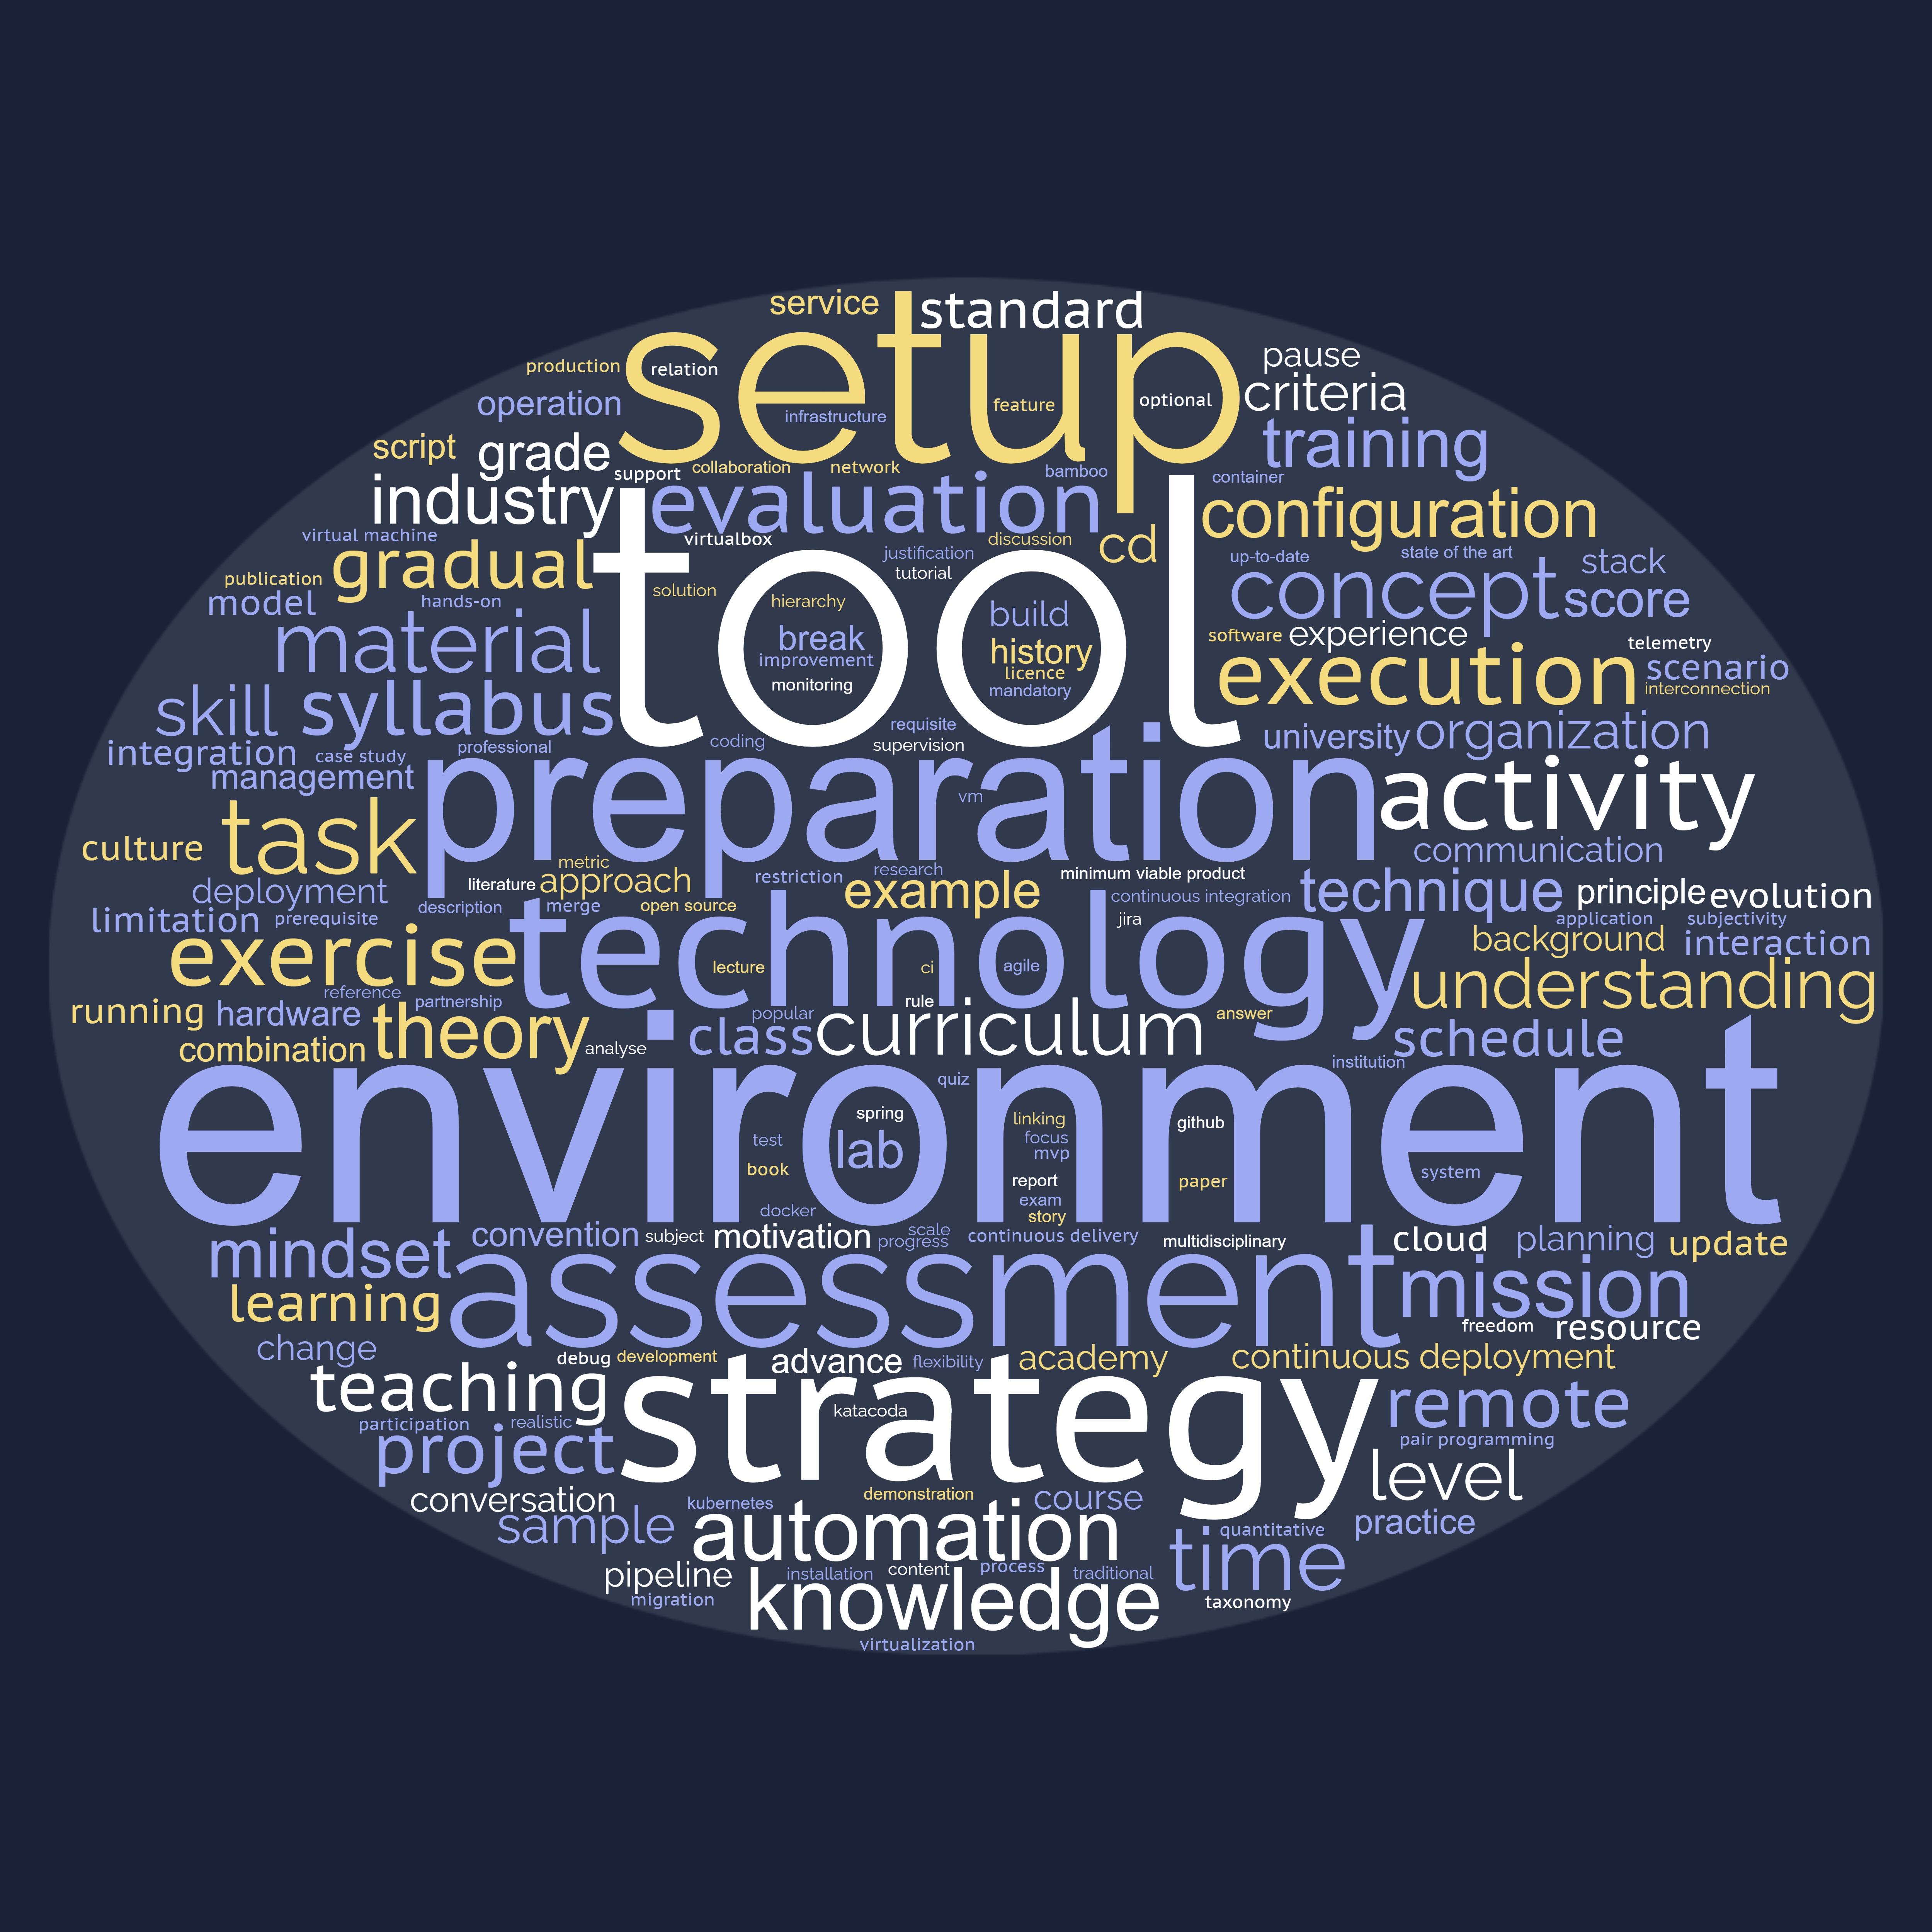 service
standard
setup
pause
production
relation
criteria
operation
infrastructure
feature
optional
script
grade
training
support
collaboration
network
bamboo
container
industry
evaluation
configuration
virtual machine
virtualbox
justification
discussion
cd
up-to-date
state of the art
stack
gradual
tool
tutorial
publication
solution
concept
model
hands-on
hierarchy
build
score
material
break
history
software
experience
telemetry
improvement
licence
execution
scenario
monitoring
mandatory
interconnection
skill
syllabus
requisite
university
organization
integration
case study
professional
coding
supervision
management
preparation
vm
activity
task
culture
communication
metric
restriction
research
minimum viable product
deployment
literature
approach
example
continuous integration
technique
principle
evolution
limitation
prerequisite
description
merge
open source
jira
application
subjectivity
exercise
technology
lecture
ci
agile
background
interaction
reference
partnership
rule
understanding
running
hardware
theory
popular
answer
combination
analyse
class
curriculum
schedule
institution
environment
quiz
spring
linking
github
test
lab
focus
mvp
book
report
paper
system
exam
docker
story
mindset
convention
subject
motivation
scale
progress
continuous delivery
multidisciplinary
cloud
planning
update
learning
assessment
mission
freedom
resource
change
debug
development
advance
flexibility
academy
continuous deployment
teaching
strategy
katacoda
remote
participation
realistic
pair programming
project
level
conversation
kubernetes
demonstration
course
sample
automation
quantitative
practice
time
pipeline
installation
content
process
traditional
migration
knowledge
taxonomy
virtualization